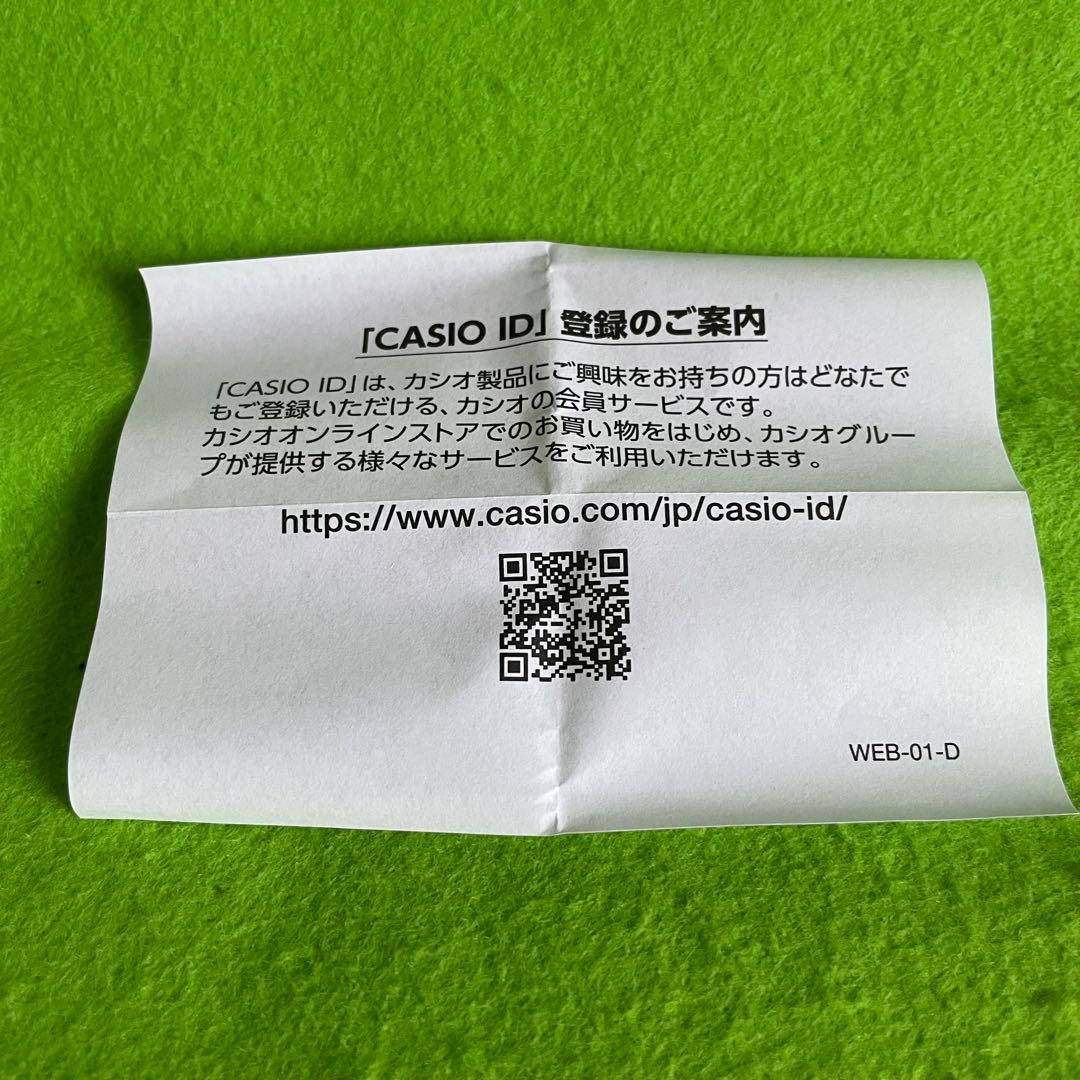 「CASIO ID」登録のご案内
「CASIO ID」は、カシオ製品にご興味をお持ちの方はどなたで
もご登録いただける、カシオの会員サービスです。
カシオオンラインストアでのお買い物をはじめ、カシオグルー
プが提供する様々なサービスをご利用いただけます。
https://www.casio.com/jp/casio-id/
WEB-01-D